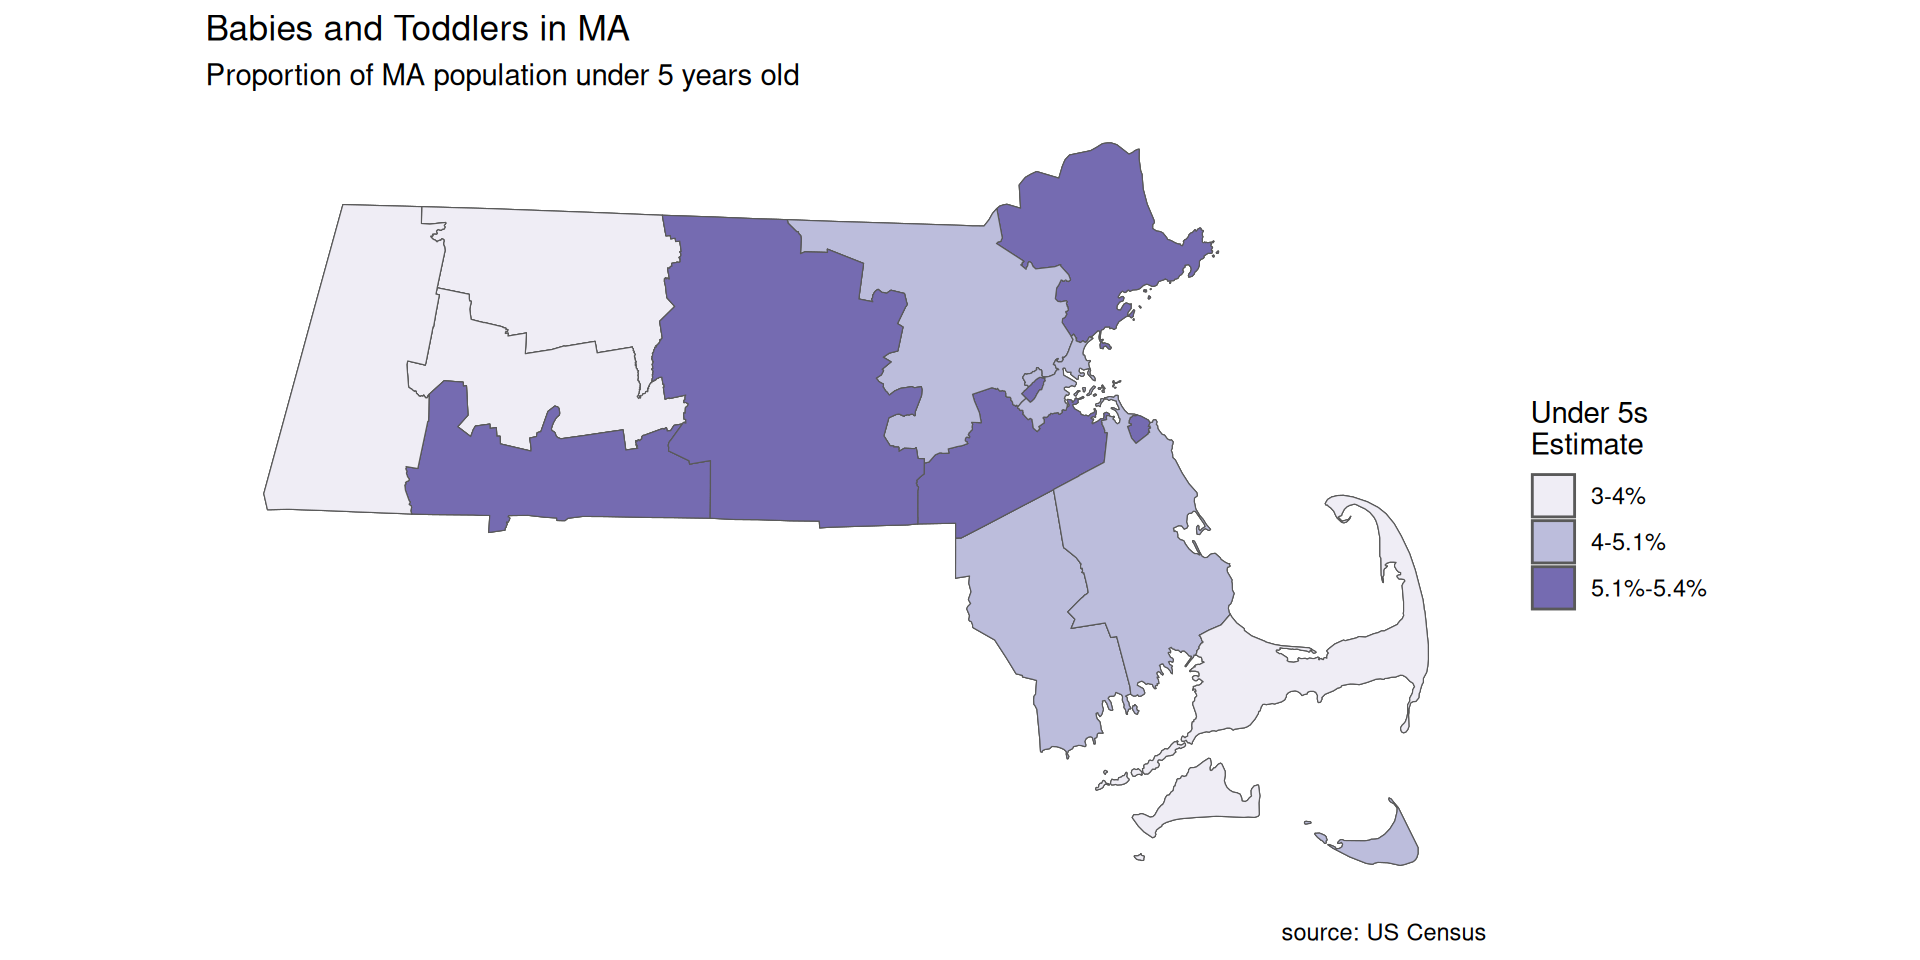 Babies and Toddlers in MA
Proportion of MA population under 5 years old
Under 5s
Estimate
3-4%
4-5.1%
5.1%-5.4%
source: US Census